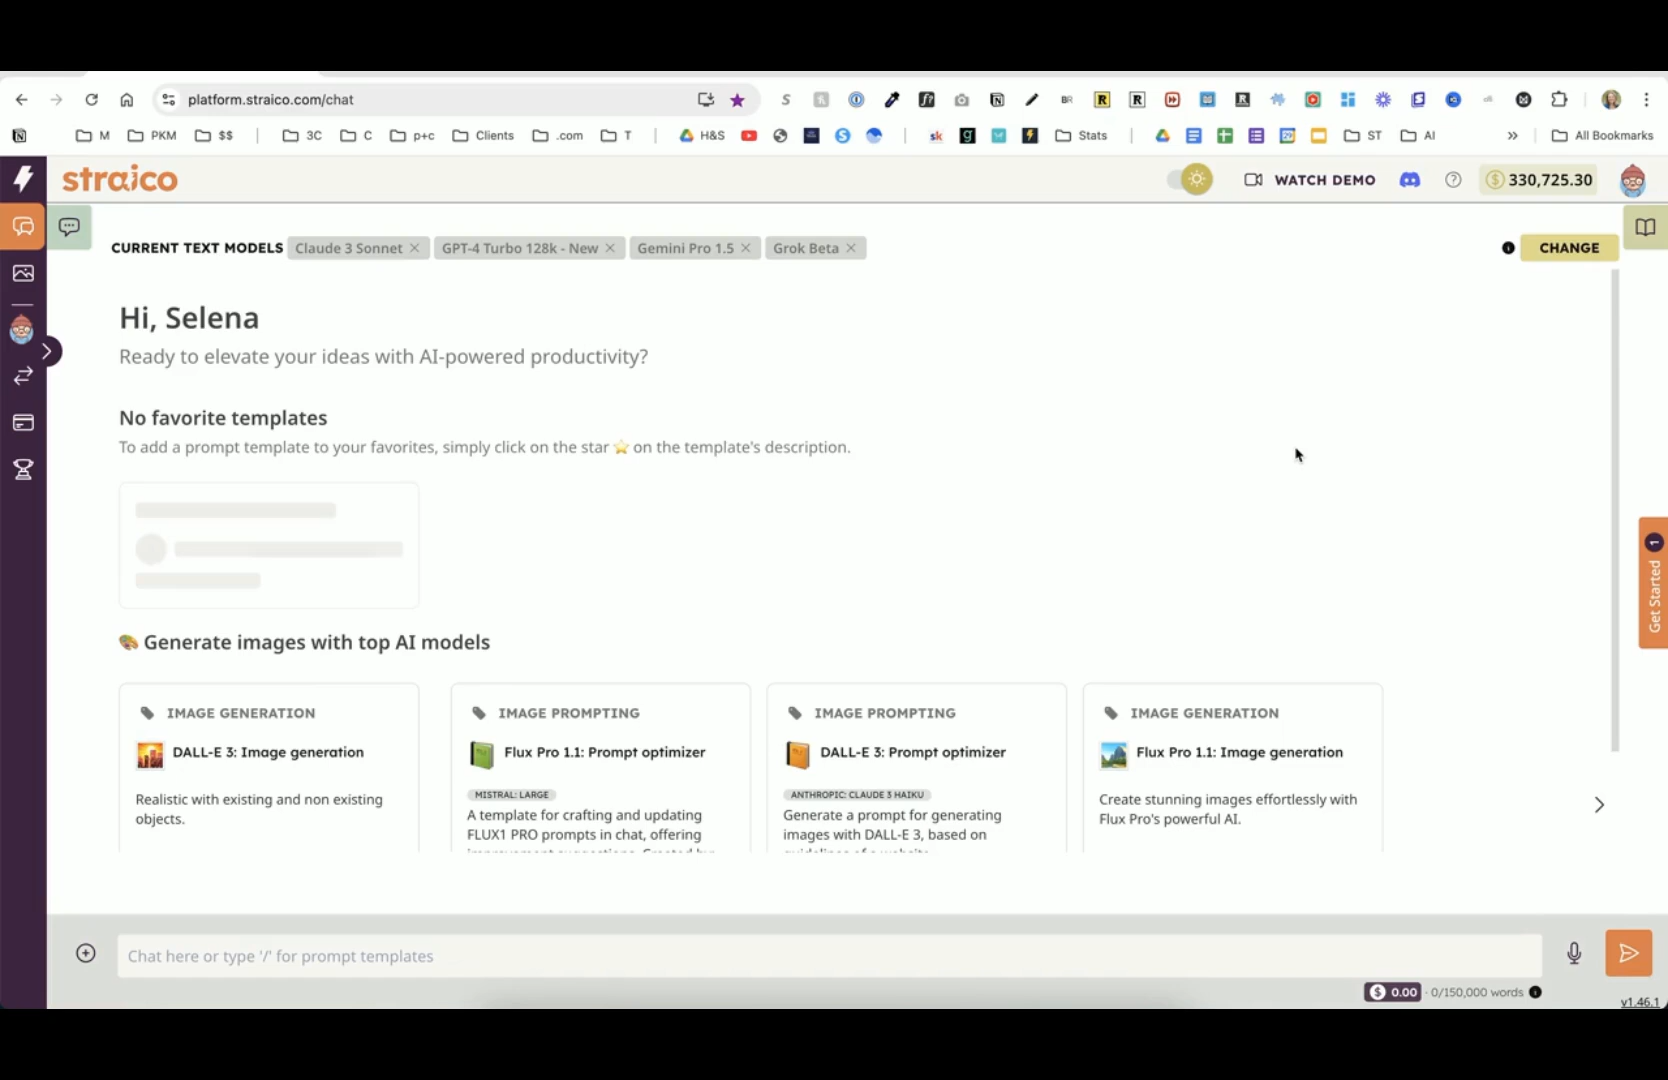 platform.straico.com/chat
M PKM $$ 3C C p+c Clients .com T H&S sk g Stats ST AI All Bookmarks
straico
WATCH DEMO
330,725.30
CURRENT TEXT MODELS Claude 3 Sonnet GPT-4 Turbo 128k - New Gemini Pro 1.5 Grok Beta
CHANGE
Hi, Selena
Ready to elevate your ideas with AI-powered productivity?
No favorite templates
To add a prompt template to your favorites, simply click on the star ⭐ on the template's description.
Get Started 1
Generate images with top AI models
IMAGE GENERATION
DALL-E 3: Image generation
Realistic with existing and non existing
objects.
IMAGE PROMPTING
Flux Pro 1.1: Prompt optimizer
MISTRAL: LARGE
A template for crafting and updating
FLUX1 PRO prompts in chat, offering
IMAGE PROMPTING
DALL-E 3: Prompt optimizer
ANTHROPIC: CLAUDE 3 HAIKU
Generate a prompt for generating
images with DALL-E 3, based on
IMAGE GENERATION
Flux Pro 1.1: Image generation
Create stunning images effortlessly with
Flux Pro's powerful AI.
Chat here or type '/' for prompt templates
$ 0.00 · 0/150,000 words
v1.46.1